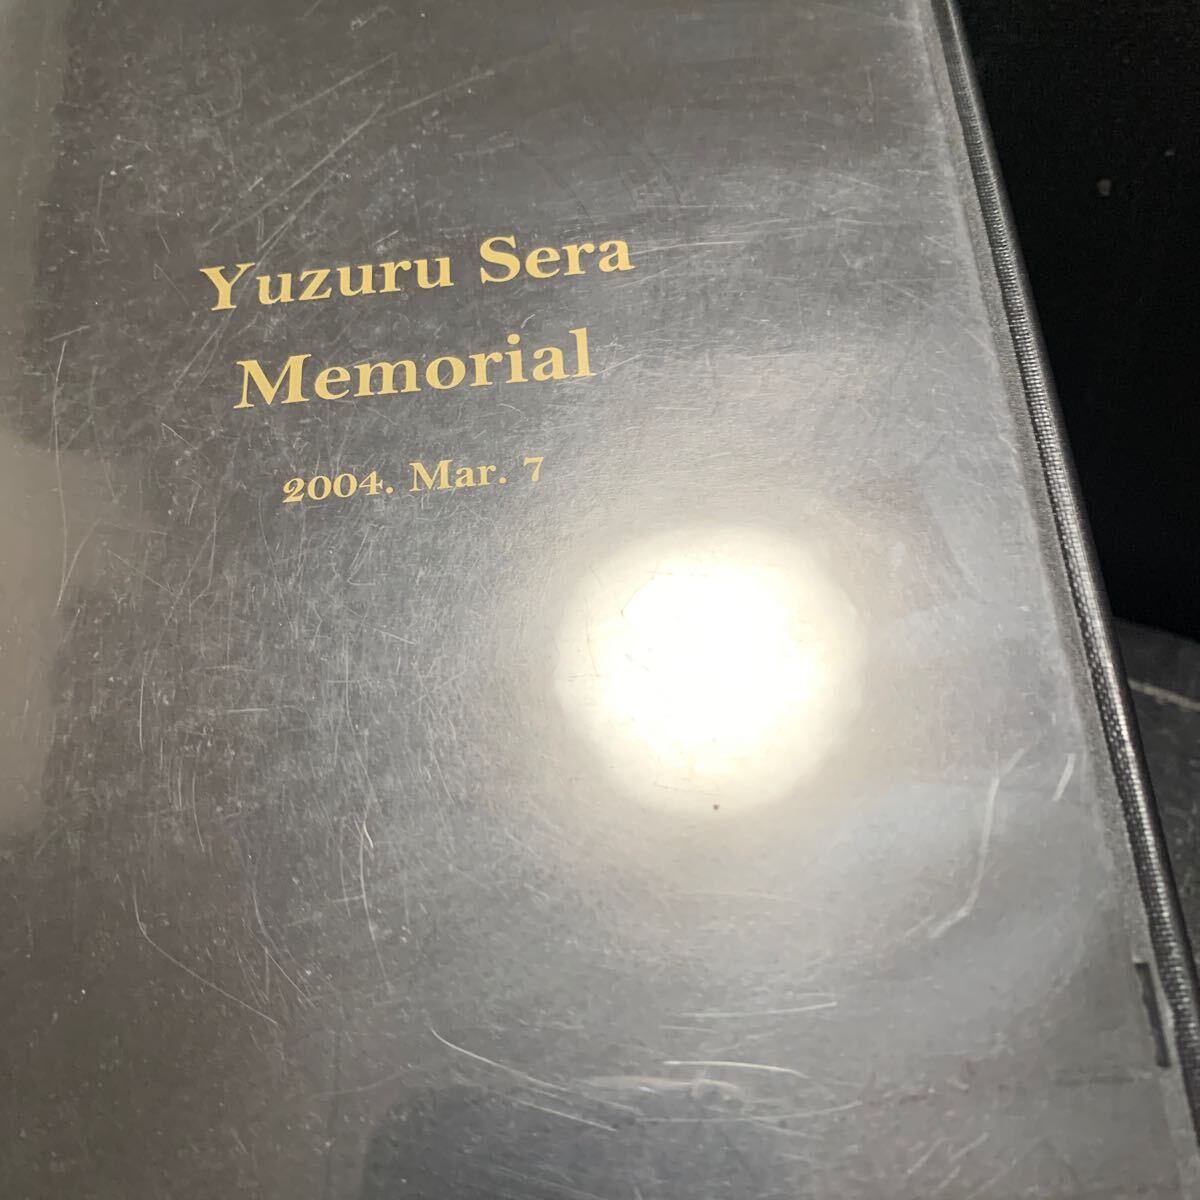 Yuzuru Sera
Memorial
2004. Mar. 7